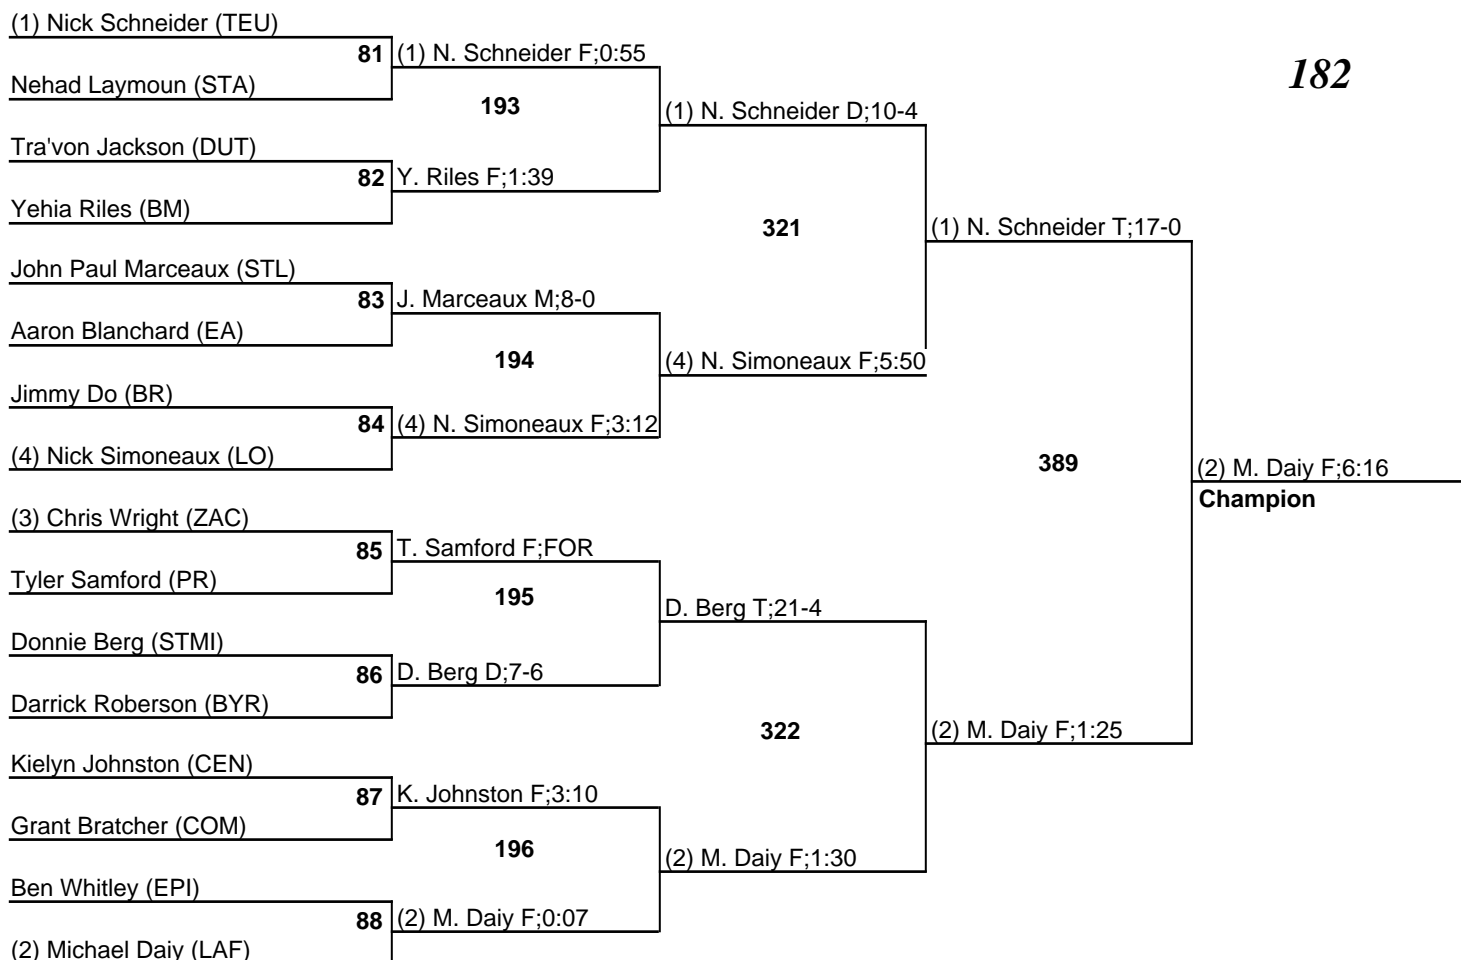 (1) Nick Schneider (TEU)
81
(1) N. Schneider F;0:55
Nehad Laymoun (STA)
193
(1) N. Schneider D;10-4
182
Tra'von Jackson (DUT)
82
Y. Riles F;1:39
Yehia Riles (BM)
321
(1) N. Schneider T;17-0
John Paul Marceaux (STL)
83
J. Marceaux M;8-0
Aaron Blanchard (EA)
194
(4) N. Simoneaux F;5:50
Jimmy Do (BR)
84
(4) N. Simoneaux F;3:12
(4) Nick Simoneaux (LO)
389
(2) M. Daiy F;6:16
Champion
(3) Chris Wright (ZAC)
85
T. Samford F;FOR
Tyler Samford (PR)
195
D. Berg T;21-4
Donnie Berg (STMI)
86
D. Berg D;7-6
Darrick Roberson (BYR)
322
(2) M. Daiy F;1:25
Kielyn Johnston (CEN)
87
K. Johnston F;3:10
Grant Bratcher (COM)
196
(2) M. Daiy F;1:30
Ben Whitley (EPI)
88
(2) M. Daiy F;0:07
(2) Michael Daiy (LAF)